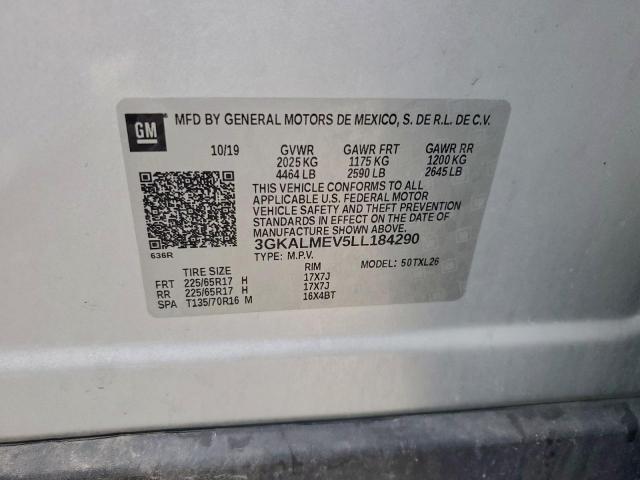 GM
MFD BY GENERAL MOTORS DE MEXICO, S. DE R.L. DE C.V.
10/19 GVWR GAWR FRT GAWR RR
2025 KG 1175 KG 1200 KG
4464 LB 2590 LB 2645 LB
THIS VEHICLE CONFORMS TO ALL
APPLICABLE U.S. FEDERAL MOTOR
VEHICLE SAFETY AND THEFT PREVENTION
STANDARDS IN EFFECT ON THE DATE OF
MANUFACTURE SHOWN ABOVE.
3GKALMEV5LL184290
636R TYPE: M.P.V. MODEL: 50TXL26
TIRE SIZE RIM
FRT 225/65R17 H 17X7J
RR 225/65R17 H 17X7J
SPA T135/70R16 M 16X4BT